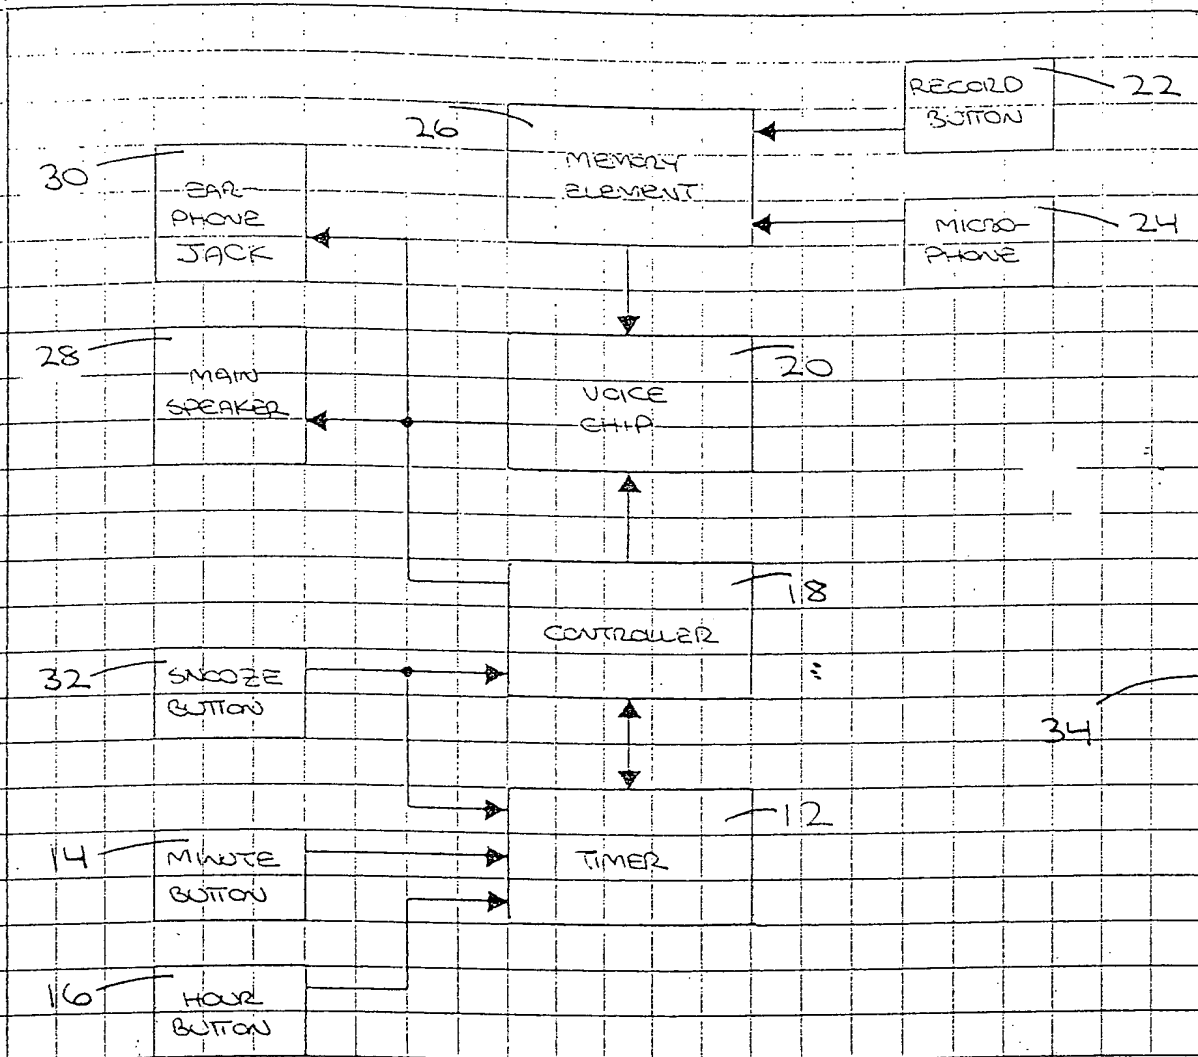 RECORD
BUTTON
22
26
MEMORY
ELEMENT
30
EAR-
PHONE
JACK
MICRO-
PHONE
24
28
MAIN
SPEAKER
20
VOICE
CHIP
18
CONTROLLER
32
SNOOZE
BUTTON
34
12
14
MINUTE
BUTTON
TIMER
16
HOUR
BUTTON